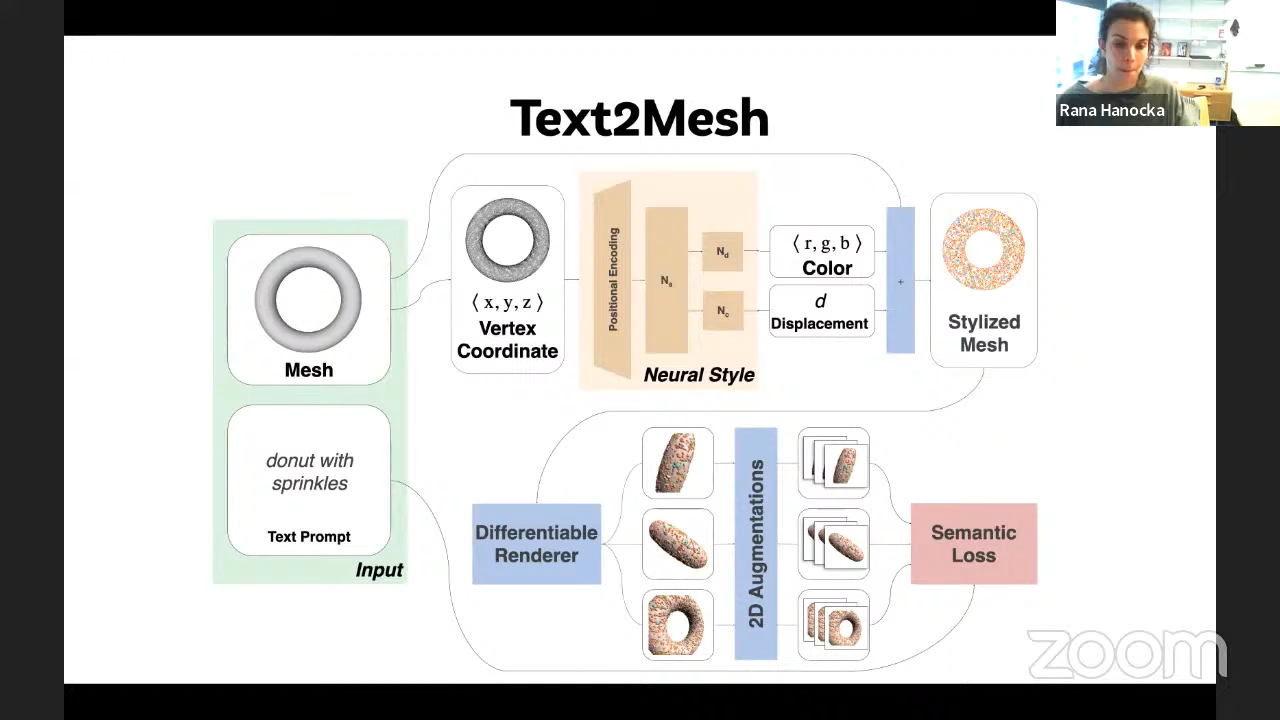 Rana Hanocka
Text2Mesh
Mesh
donut with
sprinkles
Text Prompt
Input
⟨ x, y, z ⟩
Vertex
Coordinate
Positional Encoding
Ns
Nd
Nc
Neural Style
⟨ r, g, b ⟩
Color
d
Displacement
+
Stylized
Mesh
Differentiable
Renderer
2D Augmentations
Semantic
Loss
zoom